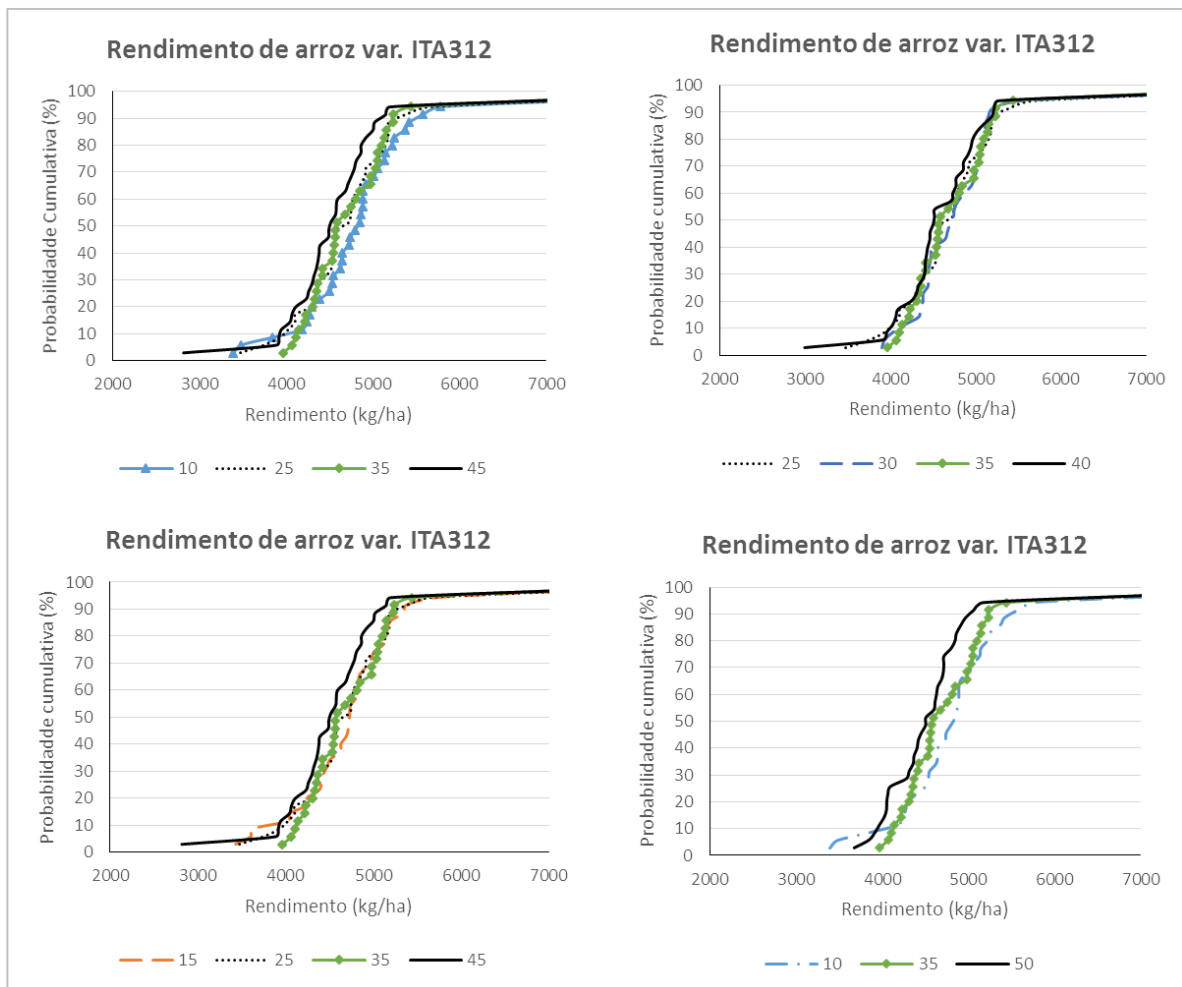 Rendimento de arroz var. ITA312
Probabilidadde Cumulativa (%)
100
90
80
70
60
50
40
30
20
10
0
2000 3000 4000 5000 6000 7000
Rendimento (kg/ha)
10 25 35 45
Rendimento de arroz var. ITA312
Probabilidadde cumulativa (%)
100
90
80
70
60
50
40
30
20
10
0
2000 3000 4000 5000 6000 7000
Rendimento (kg/ha)
25 30 35 40
Rendimento de arroz var. ITA312
Probabilidadde cumulativa (%)
100
90
80
70
60
50
40
30
20
10
0
2000 3000 4000 5000 6000 7000
Rendimento (kg/ha)
15 25 35 45
Rendimento de arroz var. ITA312
Probabilidadde cumulativa (%)
100
90
80
70
60
50
40
30
20
10
0
2000 3000 4000 5000 6000 7000
Rendimento (kg/ha)
10 35 50